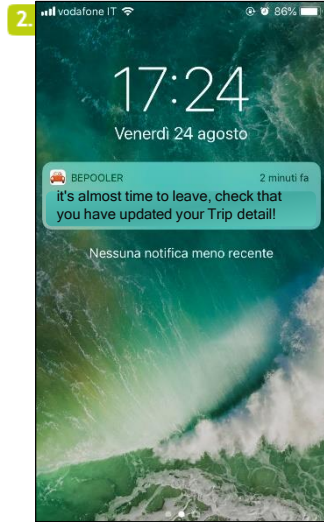 2.
vodafone IT 86%
17:24
Venerdì 24 agosto
BEPOOLER 2 minuti fa
it's almost time to leave, check that
you have updated your Trip detail!
Nessuna notifica meno recente